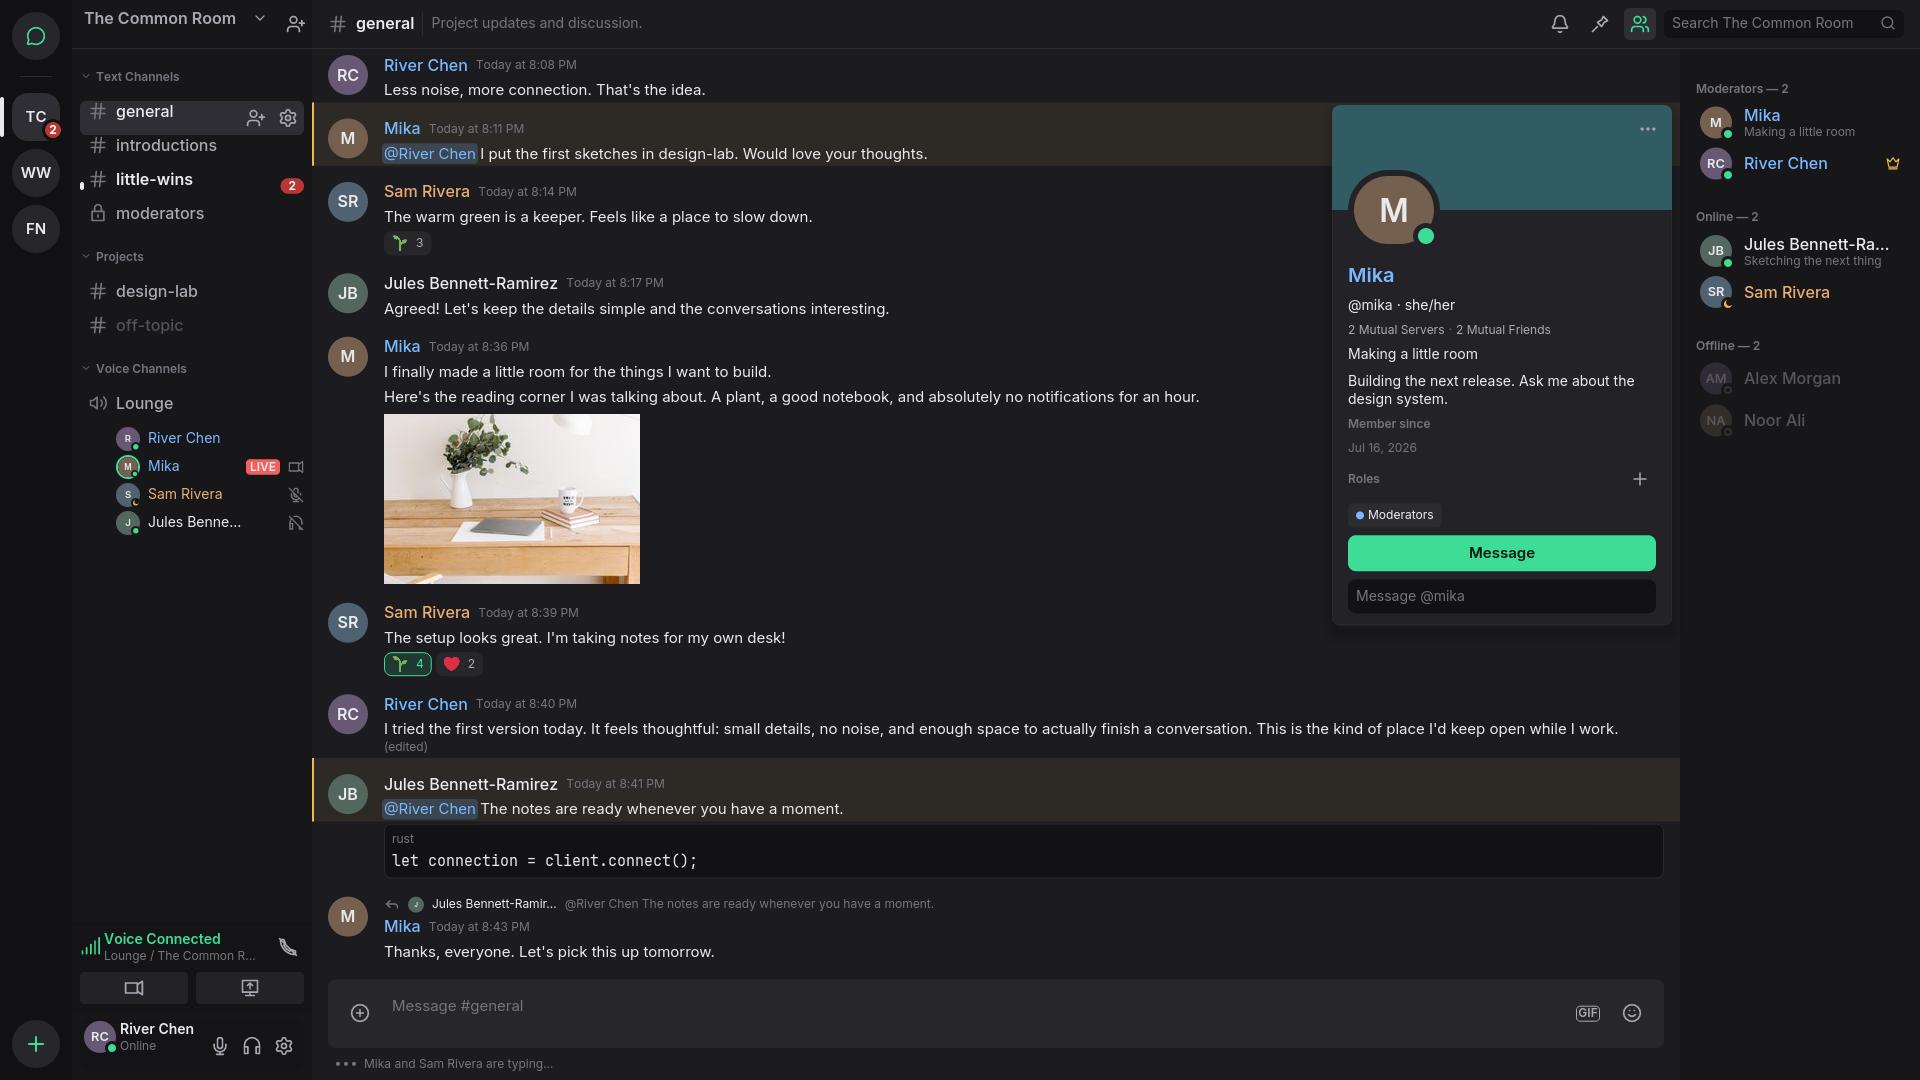 TC
2
WW
FN
The Common Room
Text Channels
general
introductions
little-wins
2
moderators
Projects
design-lab
off-topic
Voice Channels
Lounge
R
River Chen
M
Mika
LIVE
S
Sam Rivera
J
Jules Benne...
Voice Connected
Lounge / The Common R...
RC
River Chen
Online
general
Project updates and discussion.
Search The Common Room
RC
River Chen Today at 8:08 PM
Less noise, more connection. That's the idea.
M
Mika Today at 8:11 PM
@River Chen I put the first sketches in design-lab. Would love your thoughts.
SR
Sam Rivera Today at 8:14 PM
The warm green is a keeper. Feels like a place to slow down.
3
JB
Jules Bennett-Ramirez Today at 8:17 PM
Agreed! Let's keep the details simple and the conversations interesting.
M
Mika Today at 8:36 PM
I finally made a little room for the things I want to build.
Here's the reading corner I was talking about. A plant, a good notebook, and absolutely no notifications for an hour.
SR
Sam Rivera Today at 8:39 PM
The setup looks great. I'm taking notes for my own desk!
4 2
RC
River Chen Today at 8:40 PM
I tried the first version today. It feels thoughtful: small details, no noise, and enough space to actually finish a conversation. This is the kind of place I'd keep open while I work.
(edited)
JB
Jules Bennett-Ramirez Today at 8:41 PM
@River Chen The notes are ready whenever you have a moment.
rust
let connection = client.connect();
J Jules Bennett-Ramir... @River Chen The notes are ready whenever you have a moment.
M
Mika Today at 8:43 PM
Thanks, everyone. Let's pick this up tomorrow.
Message #general
GIF
Mika and Sam Rivera are typing...
M
Mika
@mika · she/her
2 Mutual Servers · 2 Mutual Friends
Making a little room
Building the next release. Ask me about the
design system.
Member since
Jul 16, 2026
Roles
Moderators
Message
Message @mika
Moderators — 2
M
Mika
Making a little room
RC
River Chen
Online — 2
JB
Jules Bennett-Ra...
Sketching the next thing
SR
Sam Rivera
Offline — 2
AM
Alex Morgan
NA
Noor Ali